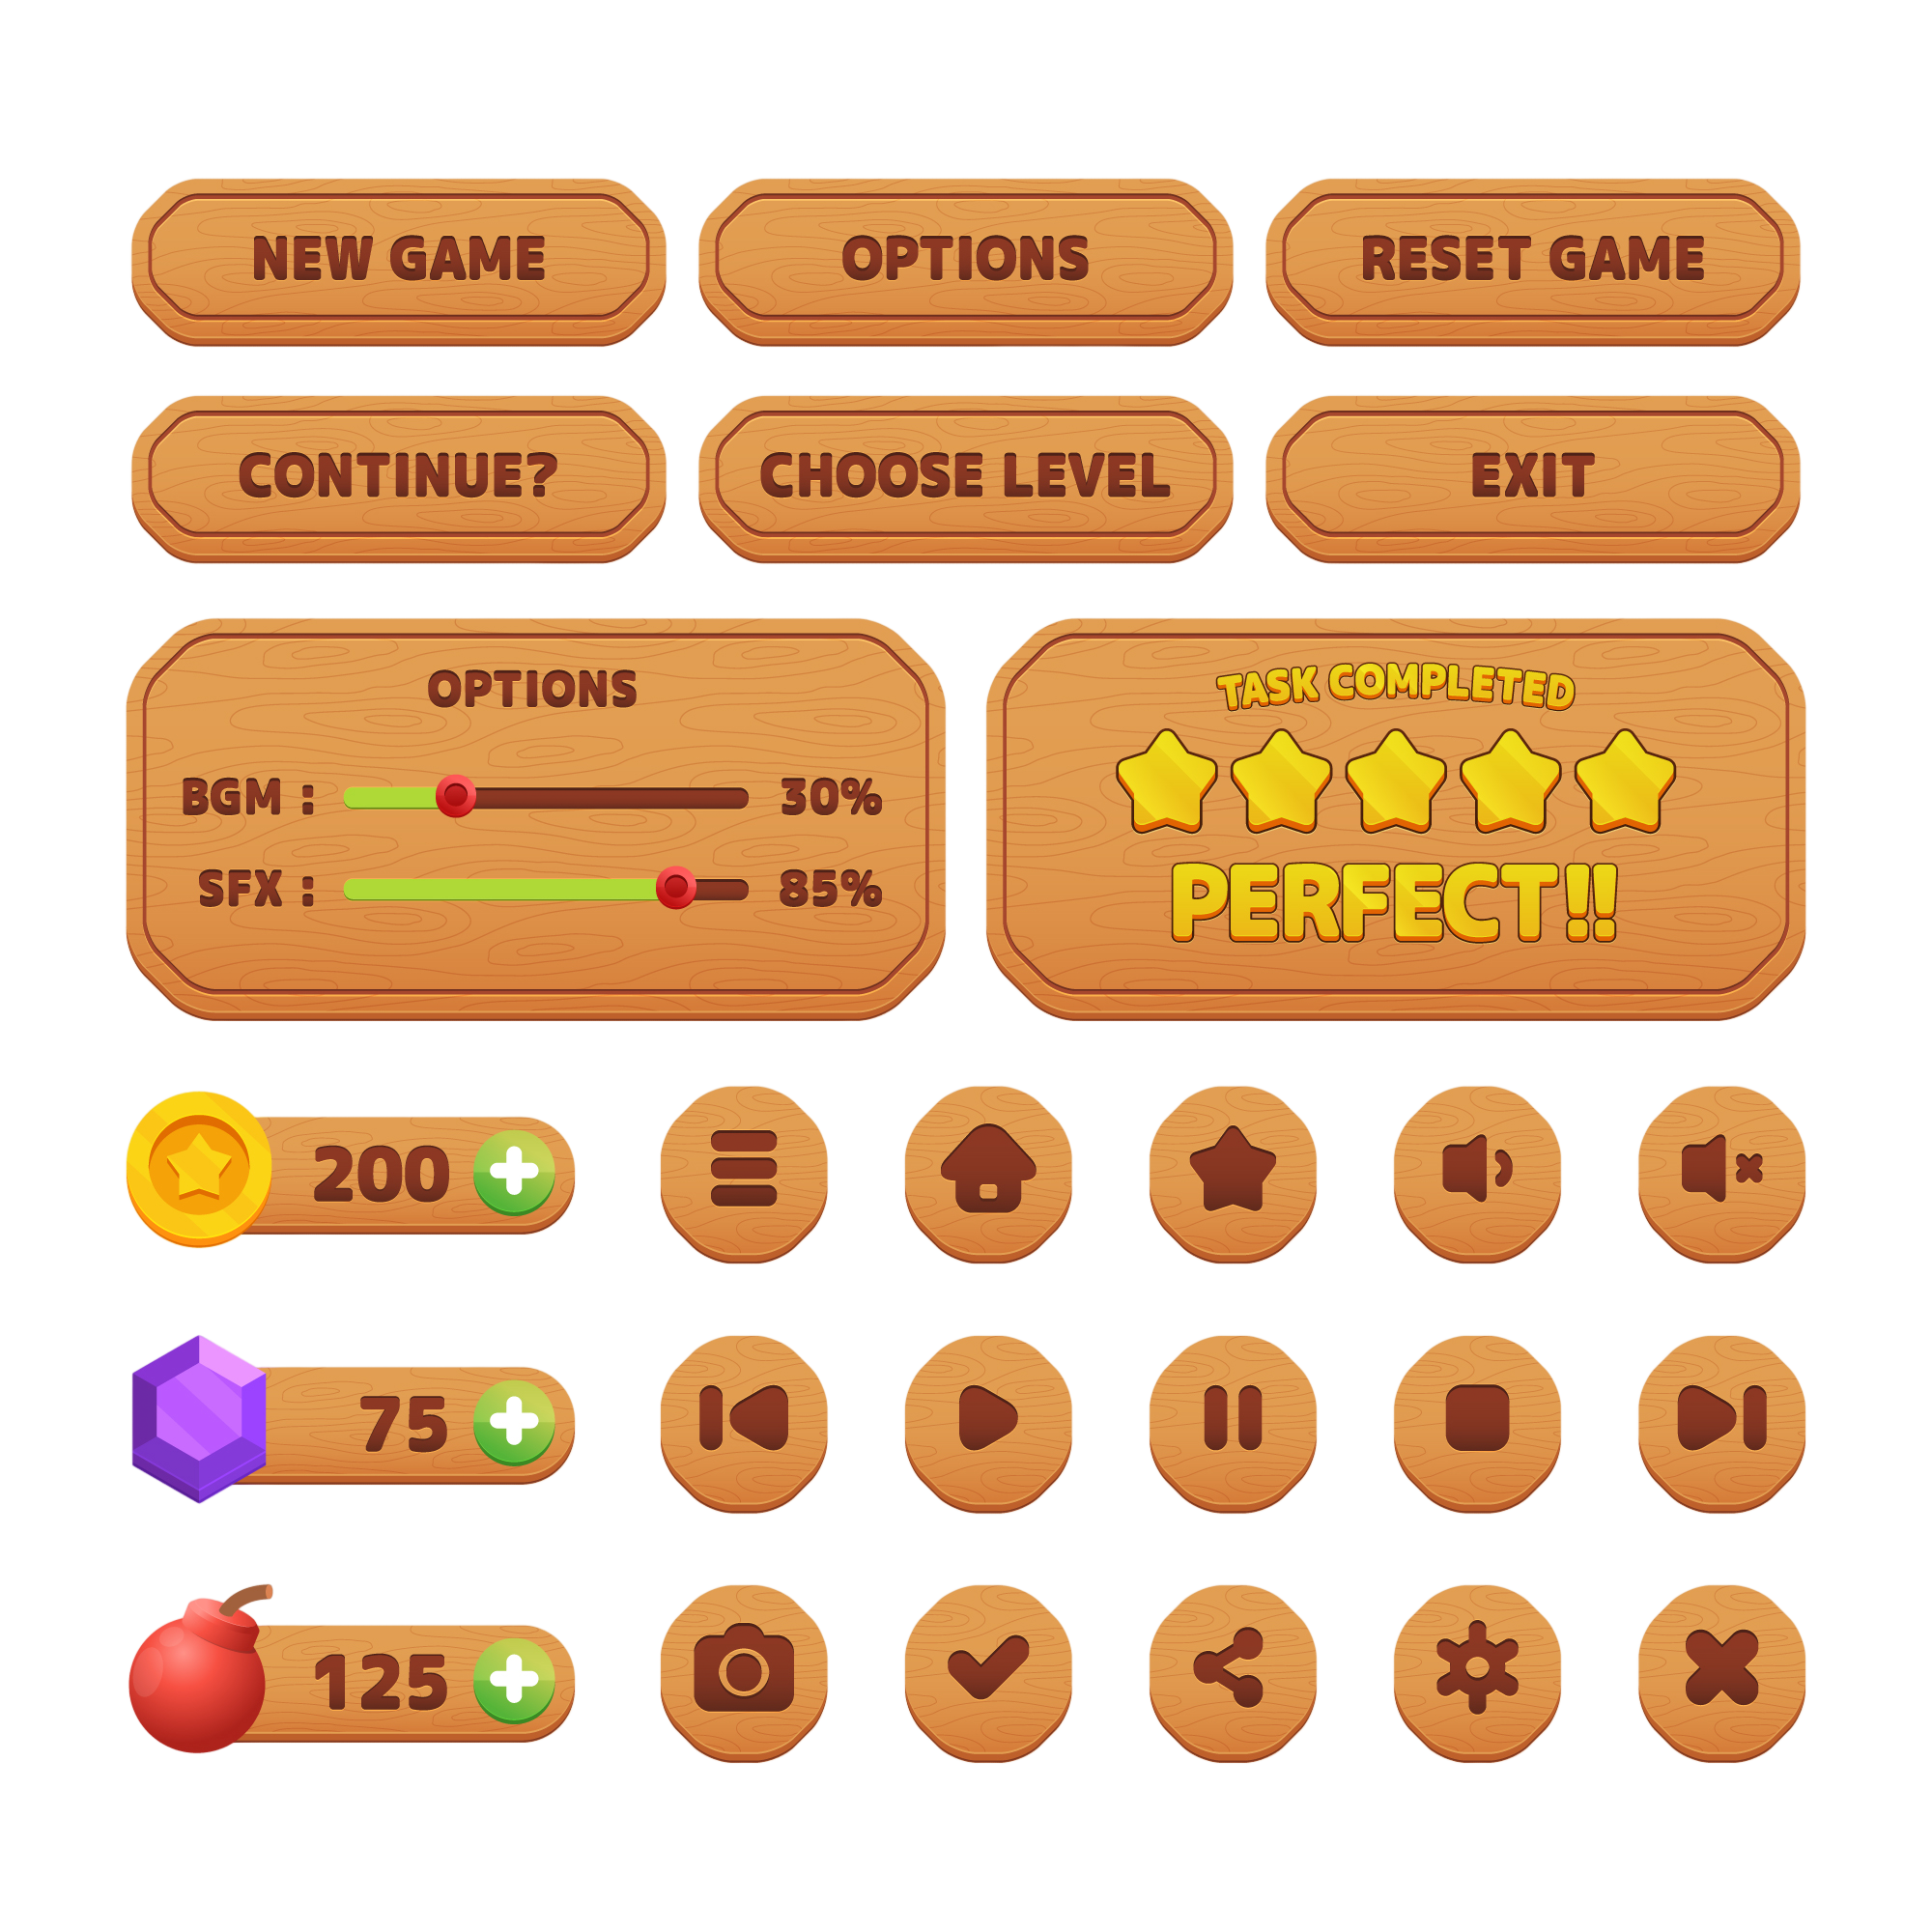 NEW GAME
OPTIONS
RESET GAME
CONTINUE?
CHOOSE LEVEL
EXIT
OPTIONS
BGM : 30%
SFX : 85%
TASK COMPLETED
PERFECT!!
200
75
125